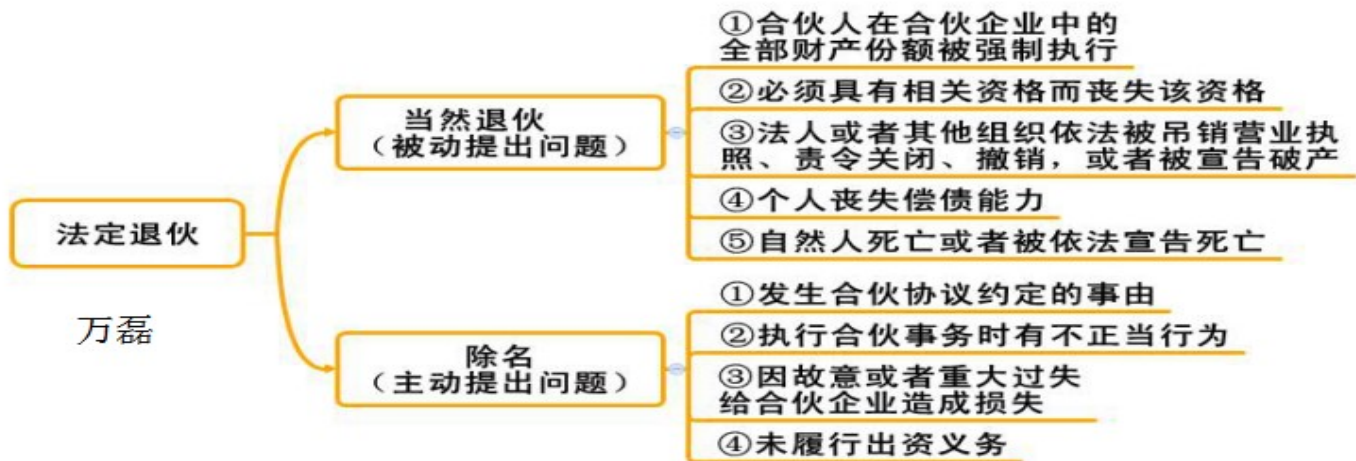 法定退伙
万磊
当然退伙
（被动提出问题）
①合伙人在合伙企业中的
全部财产份额被强制执行
②必须具有相关资格而丧失该资格
③法人或者其他组织依法被吊销营业执
照、责令关闭、撤销，或者被宣告破产
④个人丧失偿债能力
⑤自然人死亡或者被依法宣告死亡
除名
（主动提出问题）
①发生合伙协议约定的事由
②执行合伙事务时有不正当行为
③因故意或者重大过失
给合伙企业造成损失
④未履行出资义务